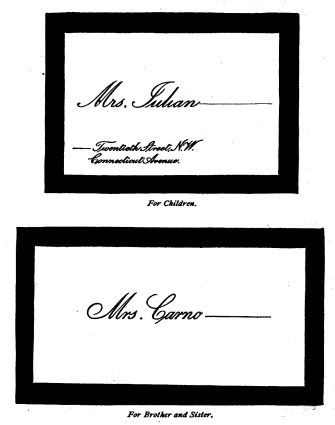 Mrs. Julian
Twentieth Street, N.W.
Connecticut Avenue.
For Children.
Mrs. Carno
For Brother and Sister.